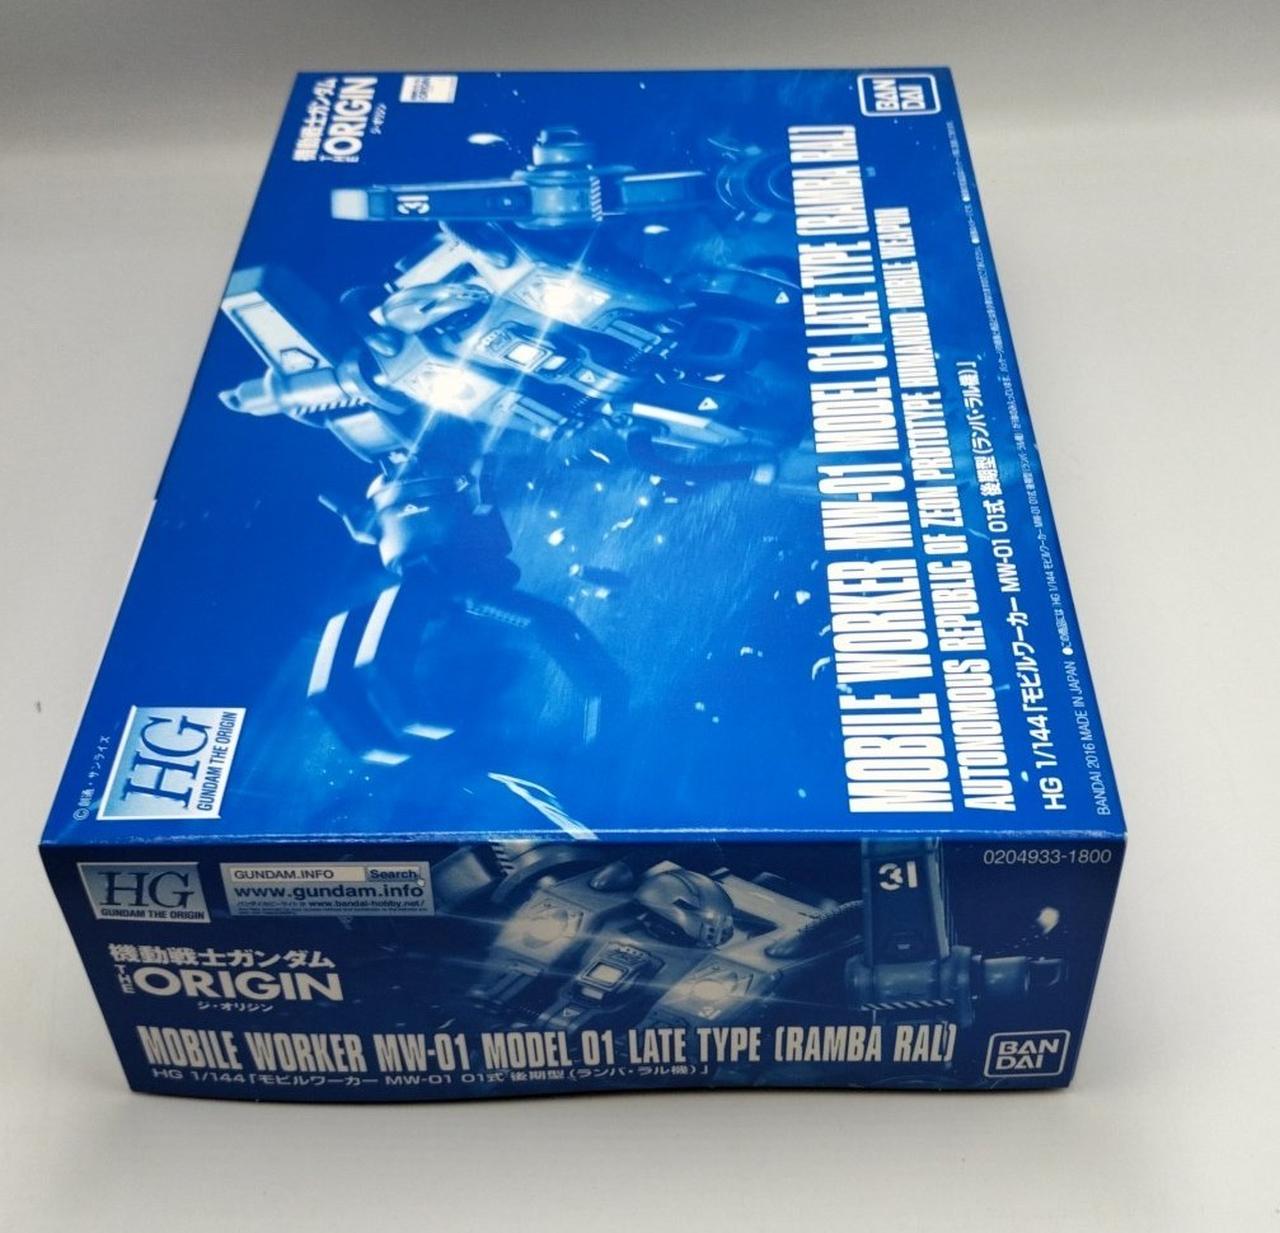 機動戦士ガンダム
THE ORIGIN
ジ・オリジン
BAN
DAI
31
MOBILE WORKER MW-01 MODEL 01 LATE TYPE (RAMBA RAL)
AUTONOMOUS REPUBLIC OF ZEON PROTOTYPE HUMANOID MOBILE WEAPON
HG 1/144「モビルワーカー MW-01 01式 後期型(ランバ・ラル機)」
BANDAI 2016 MADE IN JAPAN
©創通・サンライズ
HG
GUNDAM THE ORIGIN
HG
GUNDAM THE ORIGIN
GUNDAM.INFO Search
www.gundam.info
www.bandai-hobby.net/
31
0204933-1800
機動戦士ガンダム
THE ORIGIN
ジ・オリジン
31
MOBILE WORKER MW-01 MODEL 01 LATE TYPE (RAMBA RAL)
HG 1/144「モビルワーカー MW-01 01式 後期型(ランバ・ラル機)」
BAN
DAI